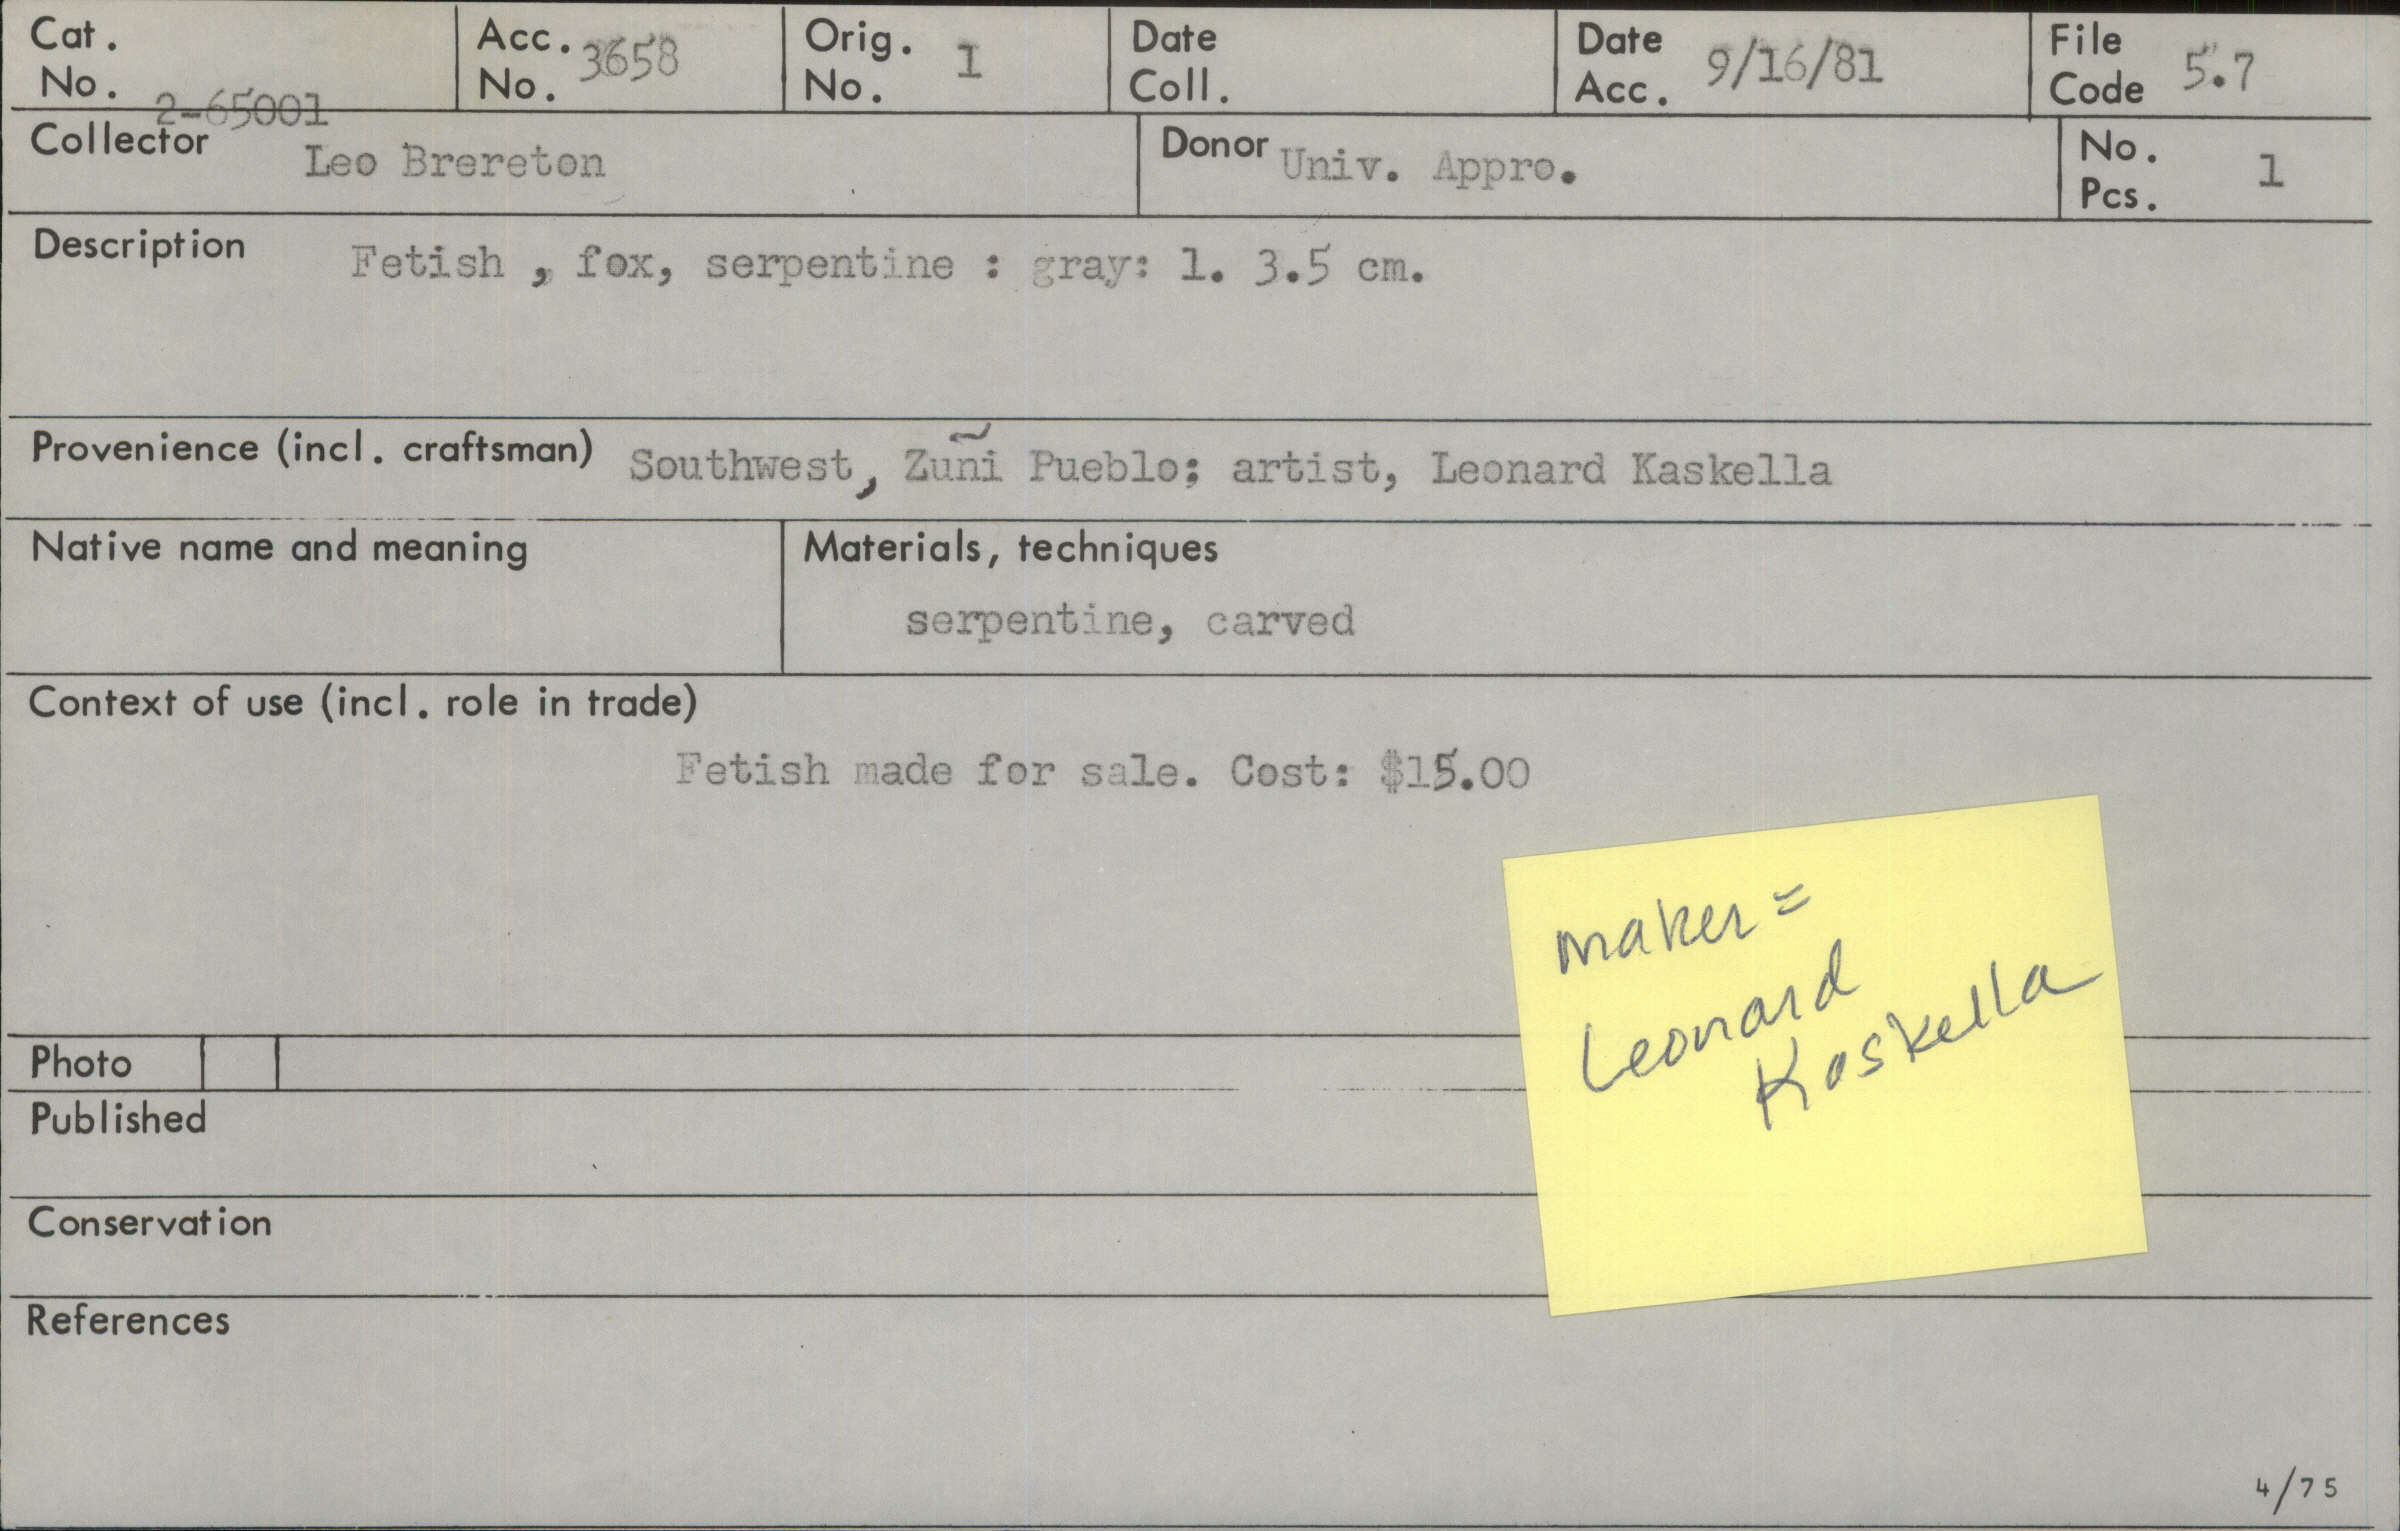 Cat. No. 2-65001 Acc. No. 3658 Orig. No. 1 Date Coll. Date Acc. 9/16/81 File Code 5.7
Collector Leo Brereton Donor Univ. Appro. No. Pcs. 1
Description Fetish , fox, serpentine : gray: l. 3.5 cm.
Provenience (incl. craftsman) Southwest, Zuñi Pueblo; artist, Leonard Kaskella
Native name and meaning Materials, techniques
serpentine, carved
Context of use (incl. role in trade)
Fetish made for sale. Cost: $15.00
maker =
Leonard
Kaskella
Photo
Published
Conservation
References
4/75